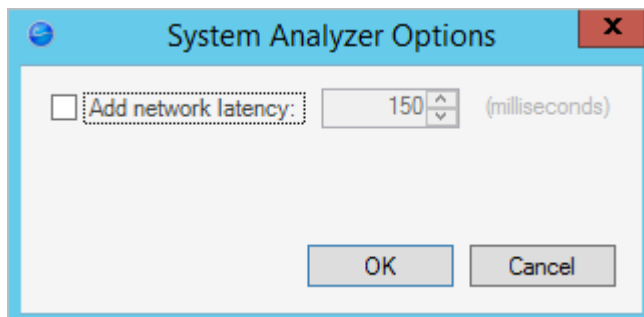 System Analyzer Options
x
Add network latency: 150 (milliseconds)
OK Cancel